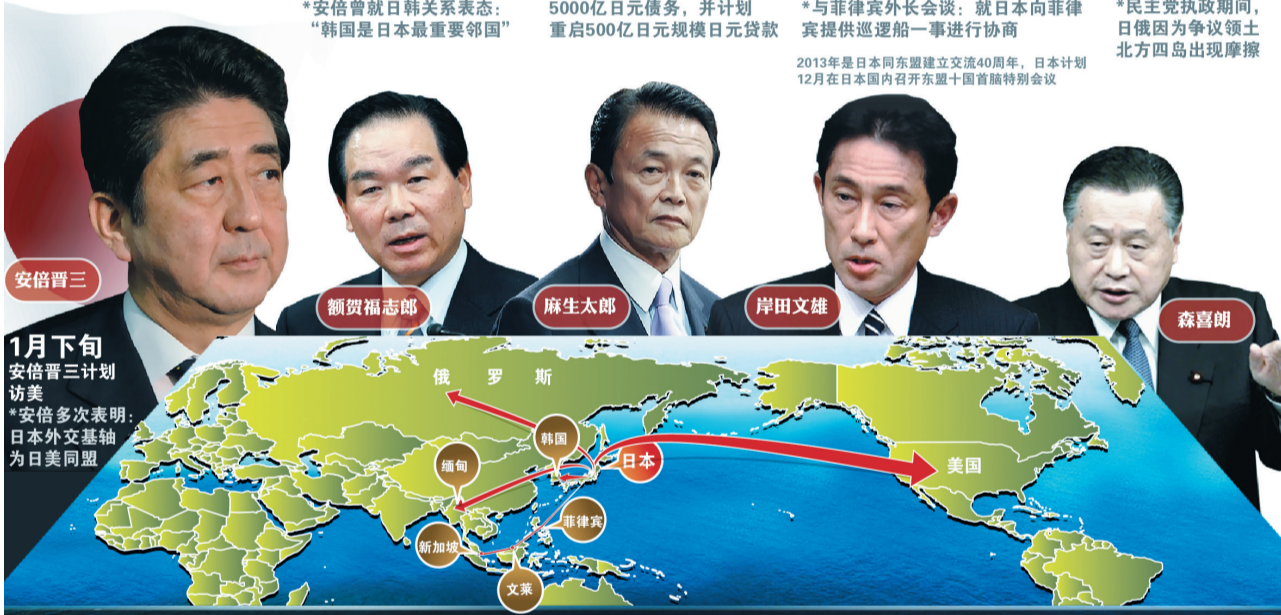 *安倍曾就日韩关系表态：
“韩国是日本最重要邻国”
5000亿日元债务，并计划
重启500亿日元规模日元贷款
*与菲律宾外长会谈：就日本向菲律
宾提供巡逻船一事进行协商
2013年是日本同东盟建立交流40周年，日本计划
12月在日本国内召开东盟十国首脑特别会议
*民主党执政期间，
日俄因为争议领土
北方四岛出现摩擦
安倍晋三
额贺福志郎
麻生太郎
岸田文雄
森喜朗
1月下旬
安倍晋三计划
访美
*安倍多次表明：
日本外交基轴
为日美同盟
俄罗斯
韩国
日本
缅甸
美国
菲律宾
新加坡
文莱